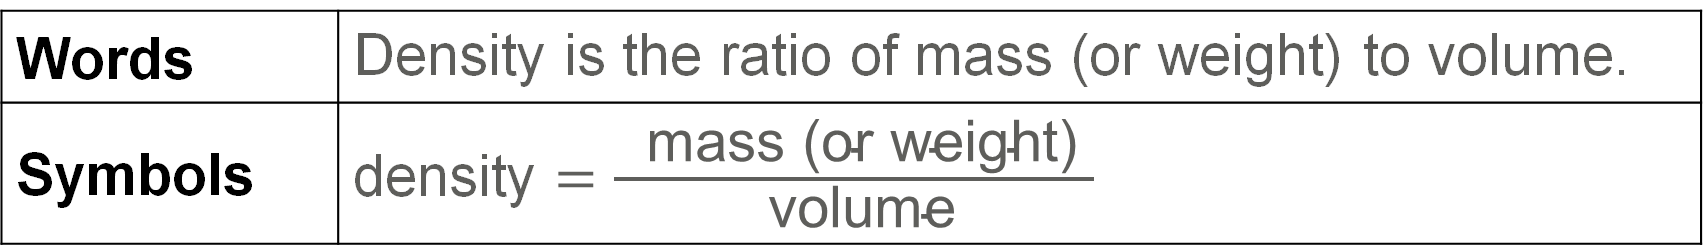 Words Density is the ratio of mass (or weight) to volume.
Symbols density = mass (or weight) / volume